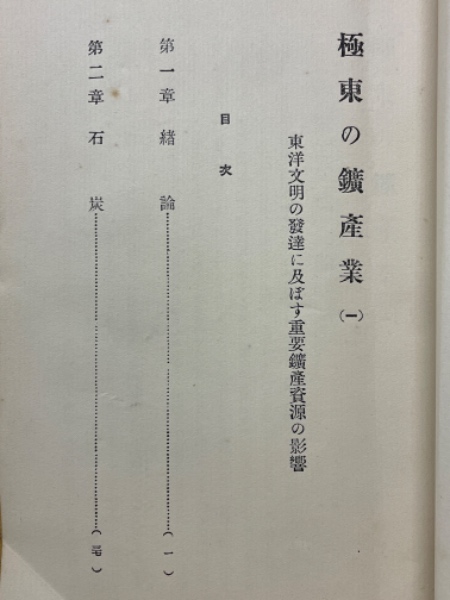 極東の鑛產業（一）
東洋文明の發達に及ぼす重要鑛產資源の影響
目次
第一章 緖論……………………………（一）
第二章 石炭……………………………（）